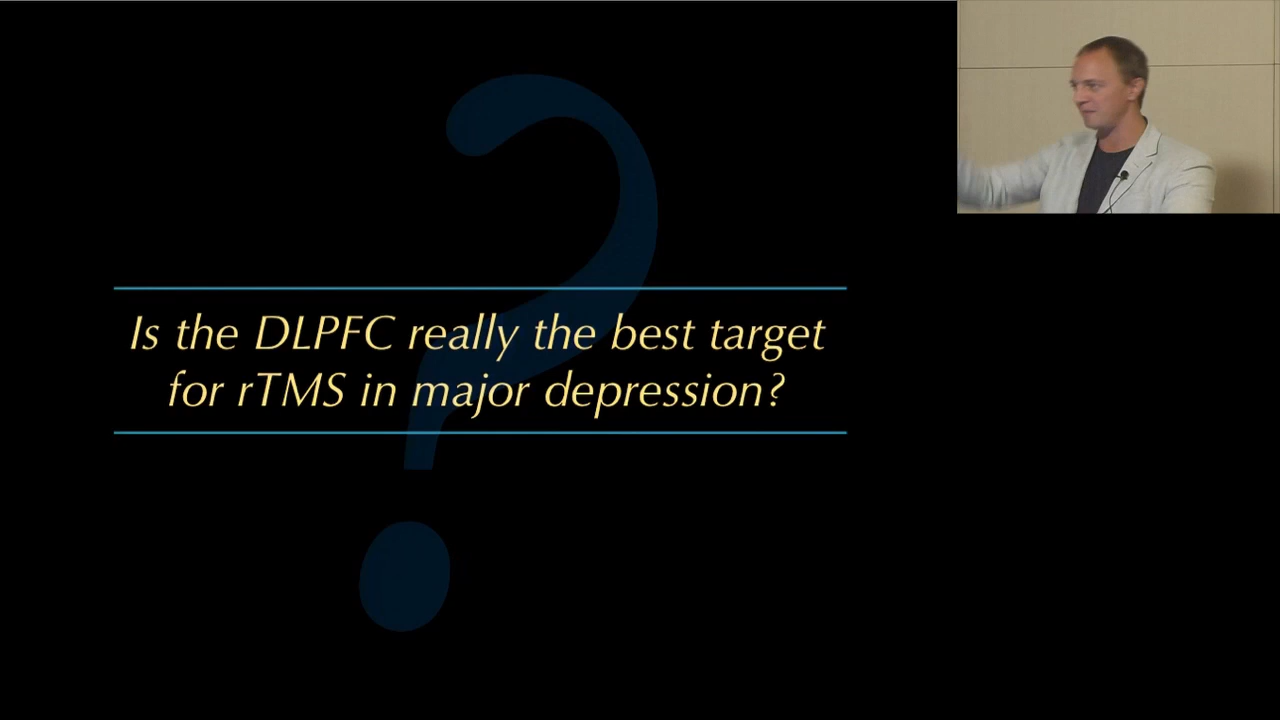 Is the DLPFC really the best target
for rTMS in major depression?